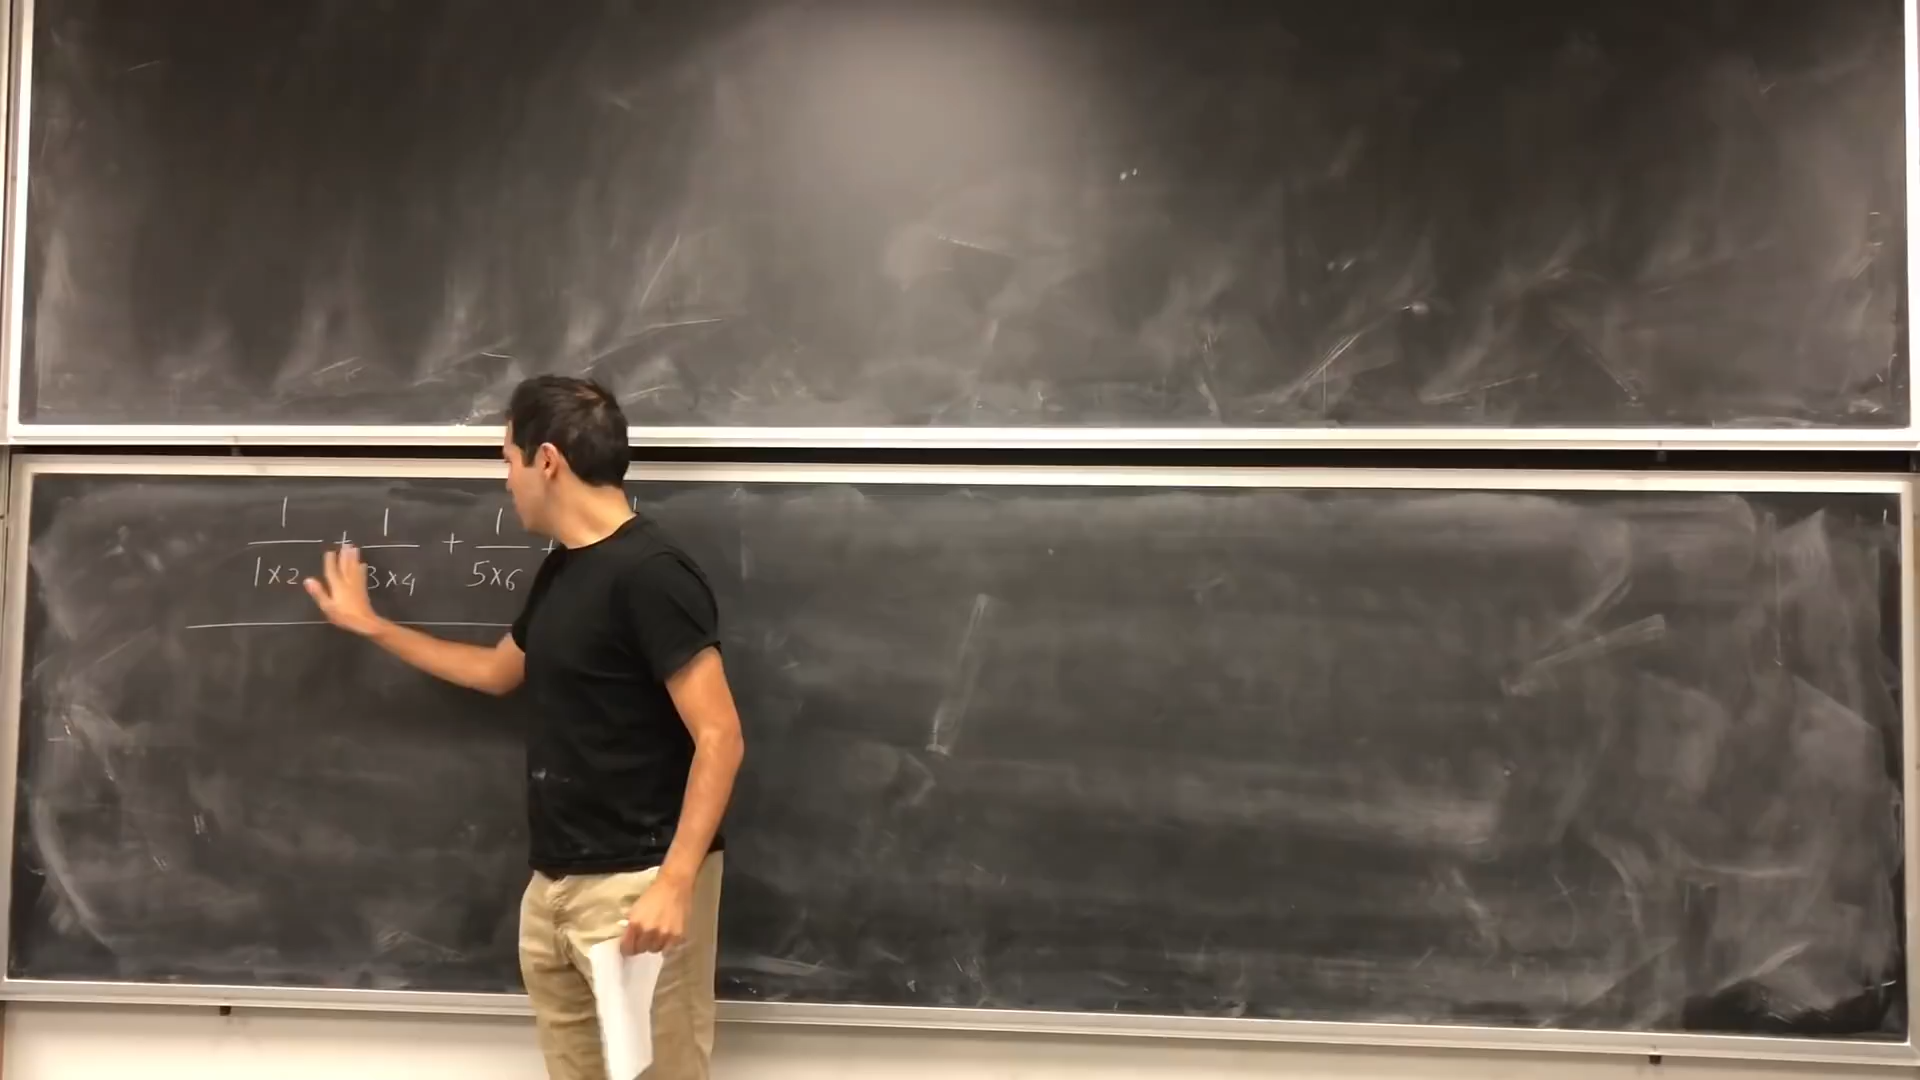 1/1x2 + 1/3x4 + 1/5x6 +